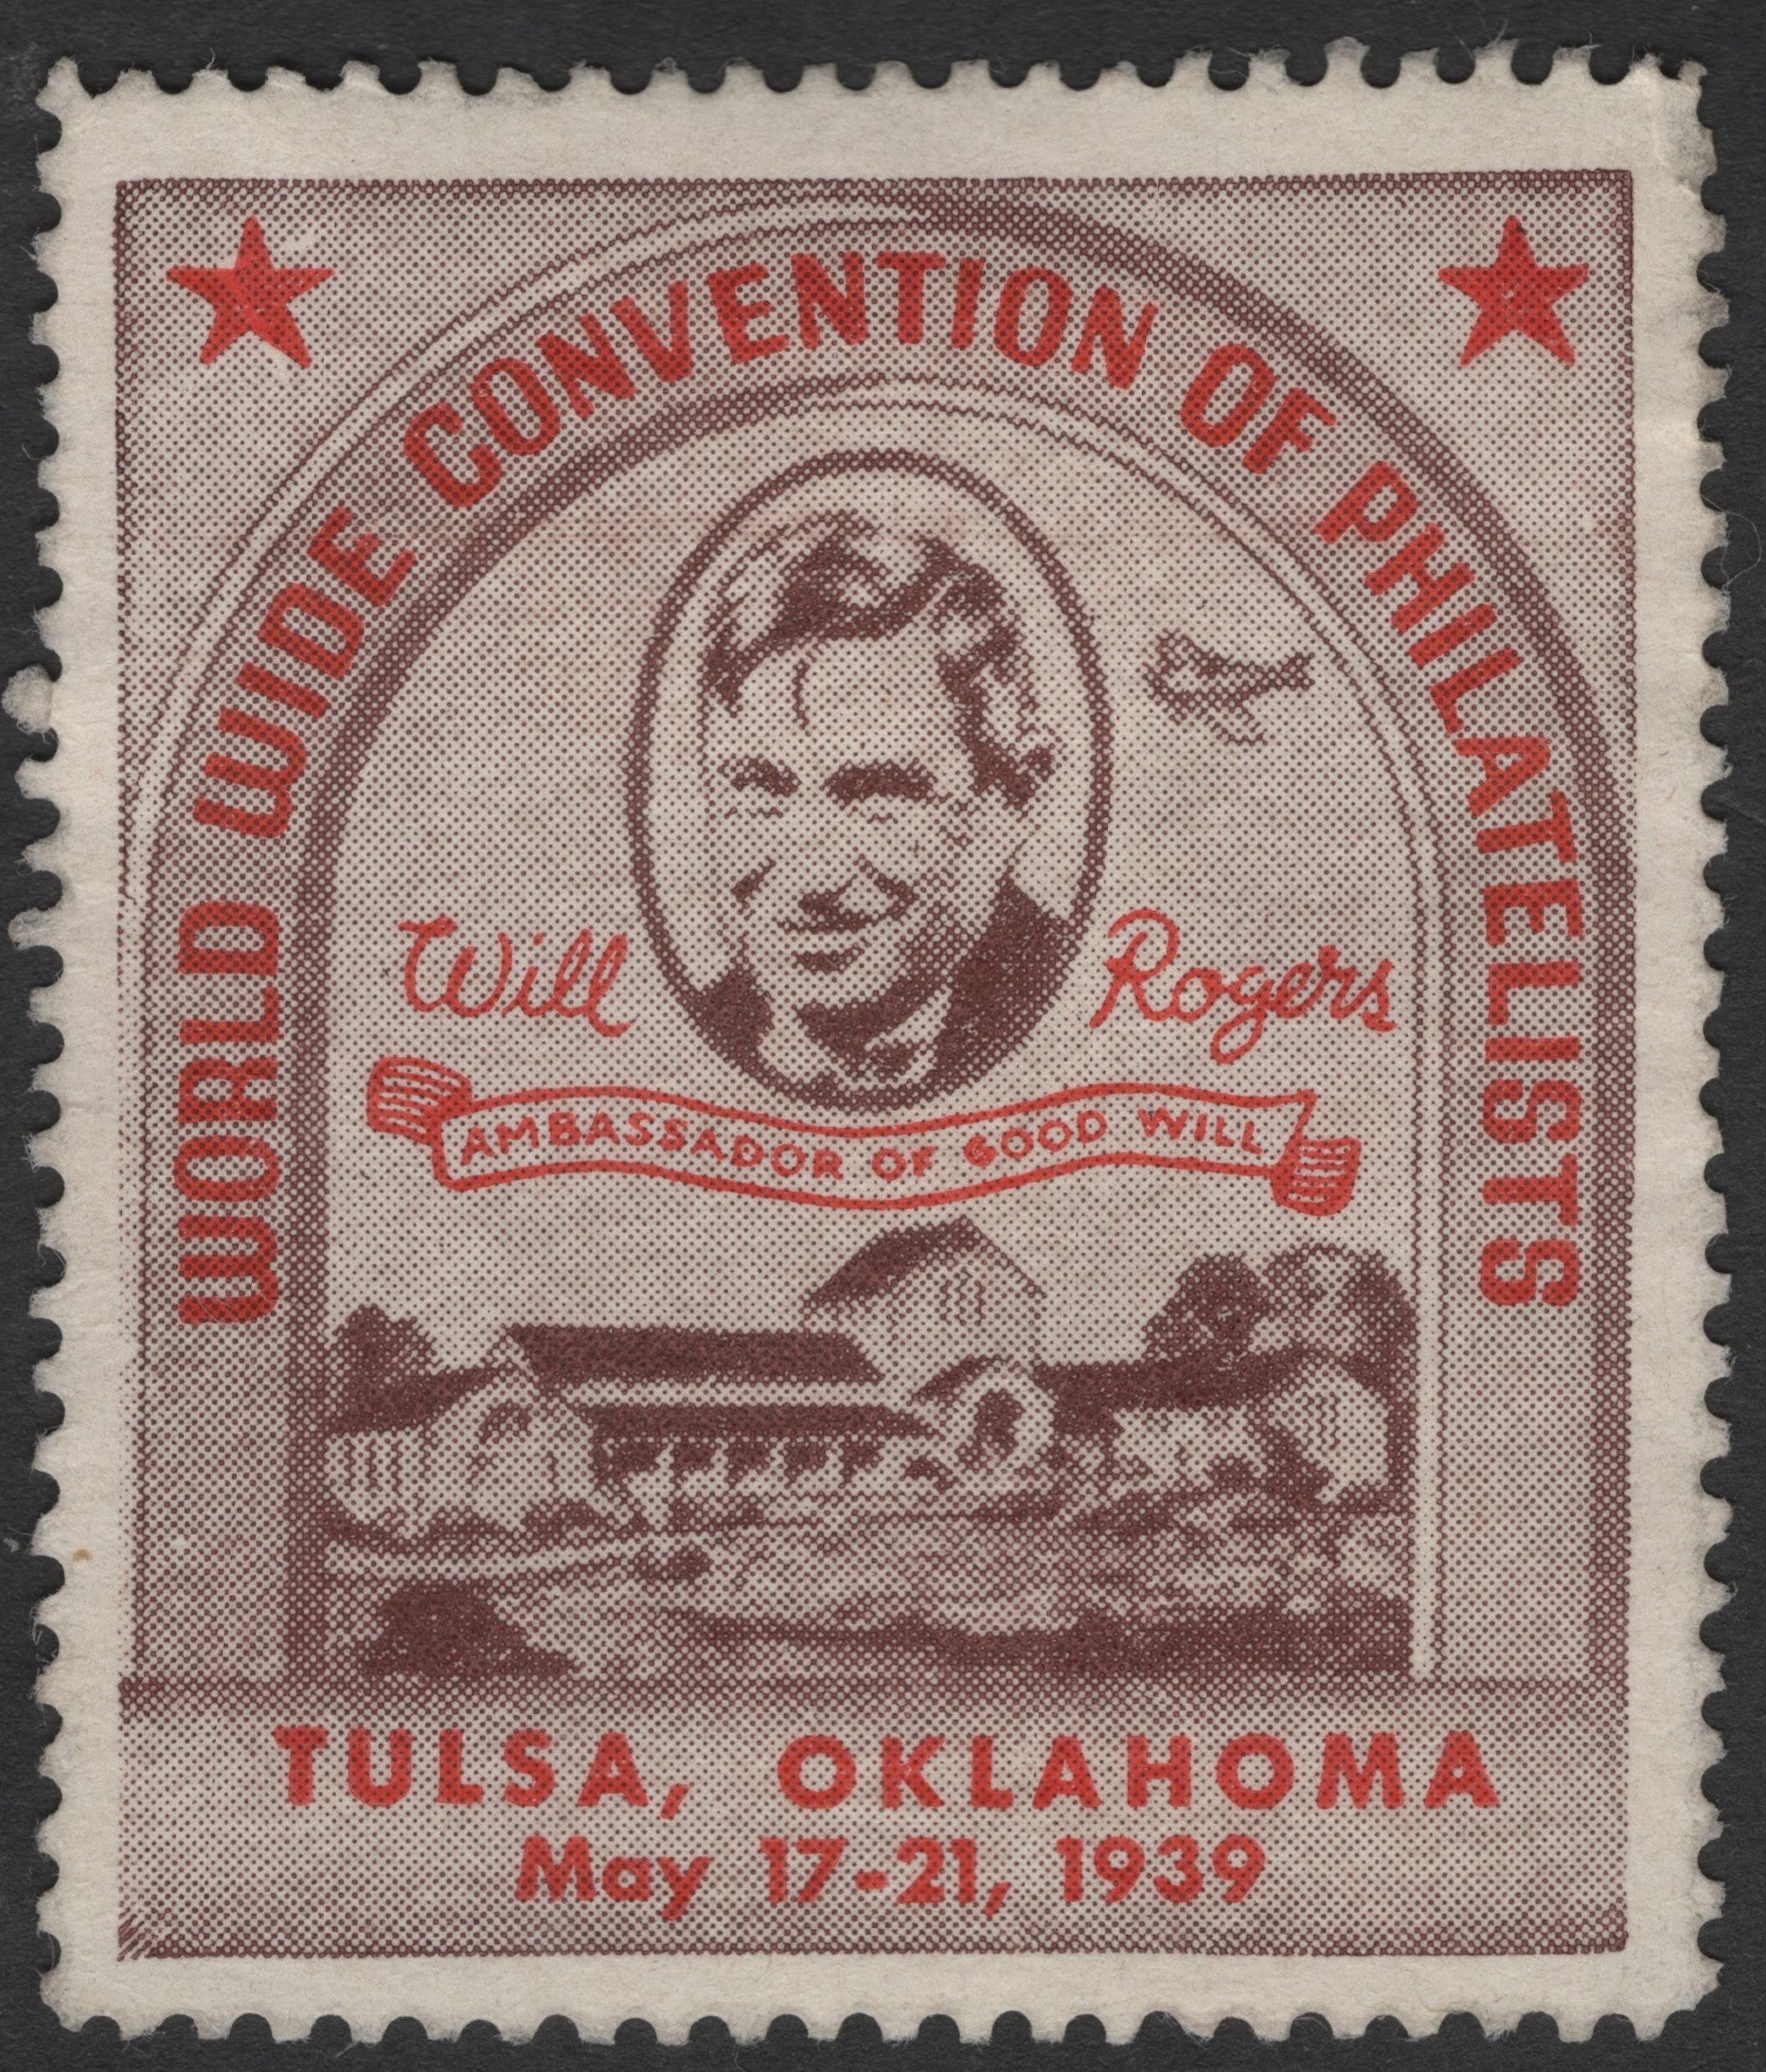 WORLD WIDE CONVENTION OF PHILATELISTS
Will Rogers
AMBASSADOR OF GOOD WILL
TULSA, OKLAHOMA
May 17-21, 1939